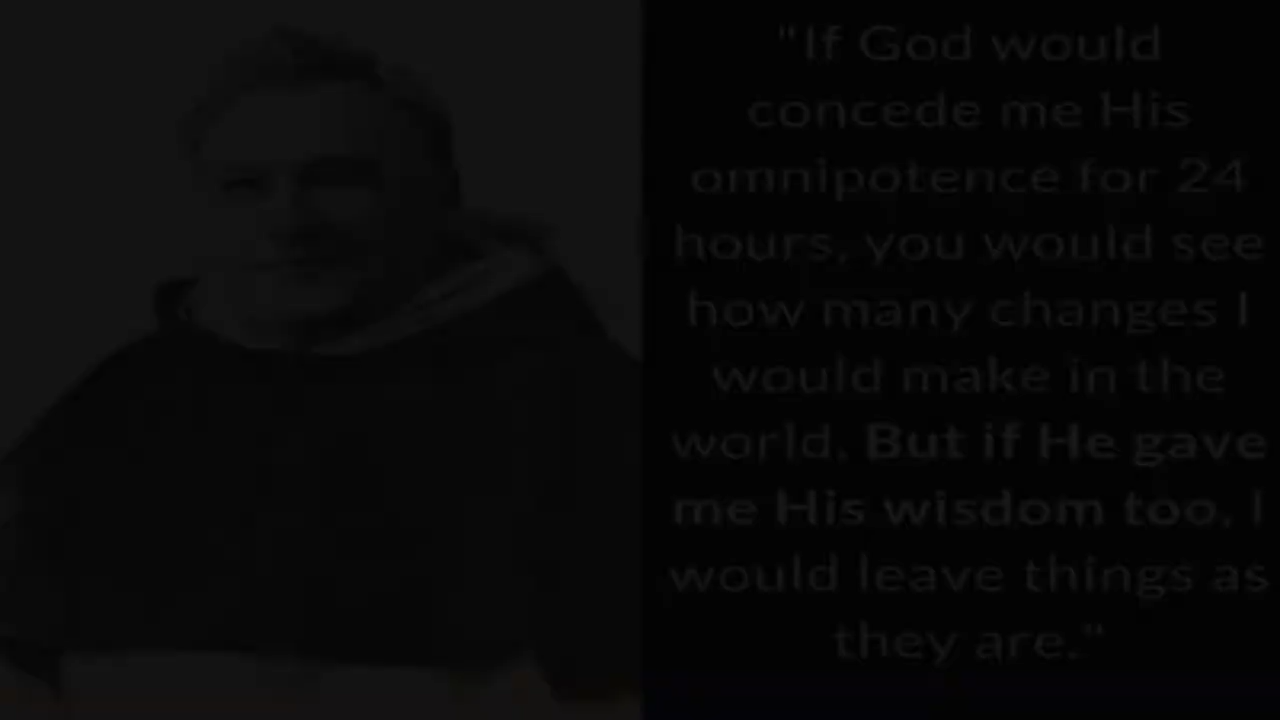 "If God would
concede me His
omnipotence for 24
hours, you would see
how many changes I
would make in the
world. But if He gave
me His wisdom too, I
would leave things as
they are."